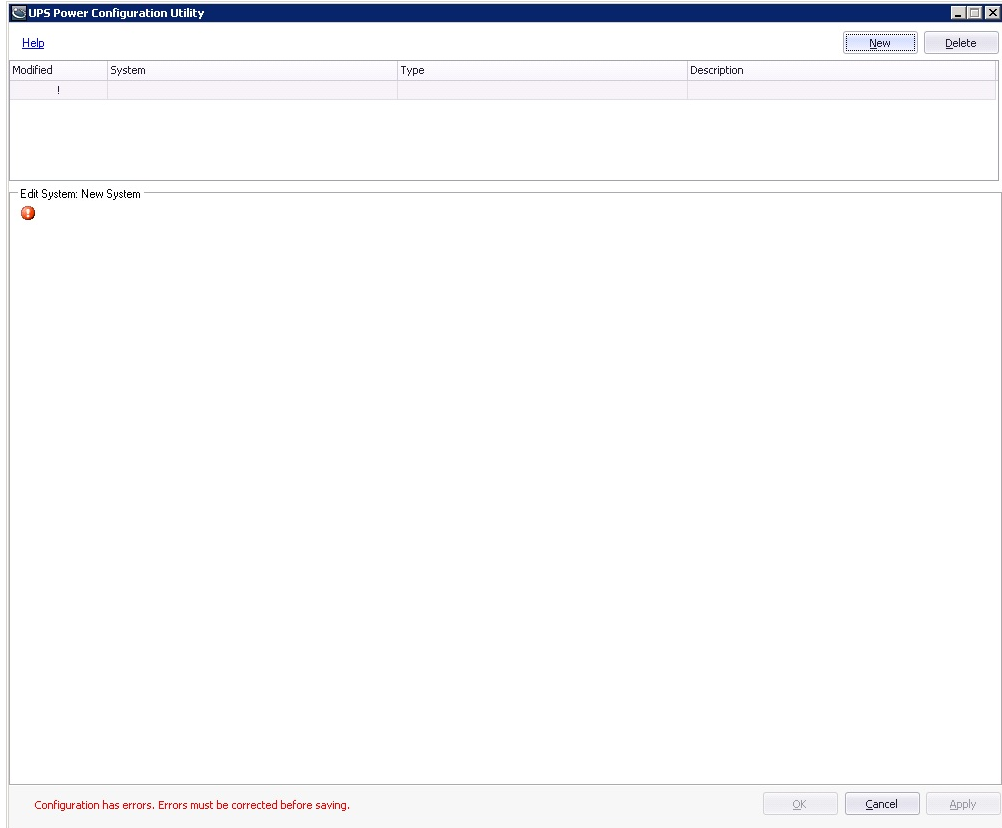 UPS Power Configuration Utility
Help
New
Delete
Modified System Type Description
!
Edit System: New System
!
Configuration has errors. Errors must be corrected before saving.
OK
Cancel
Apply